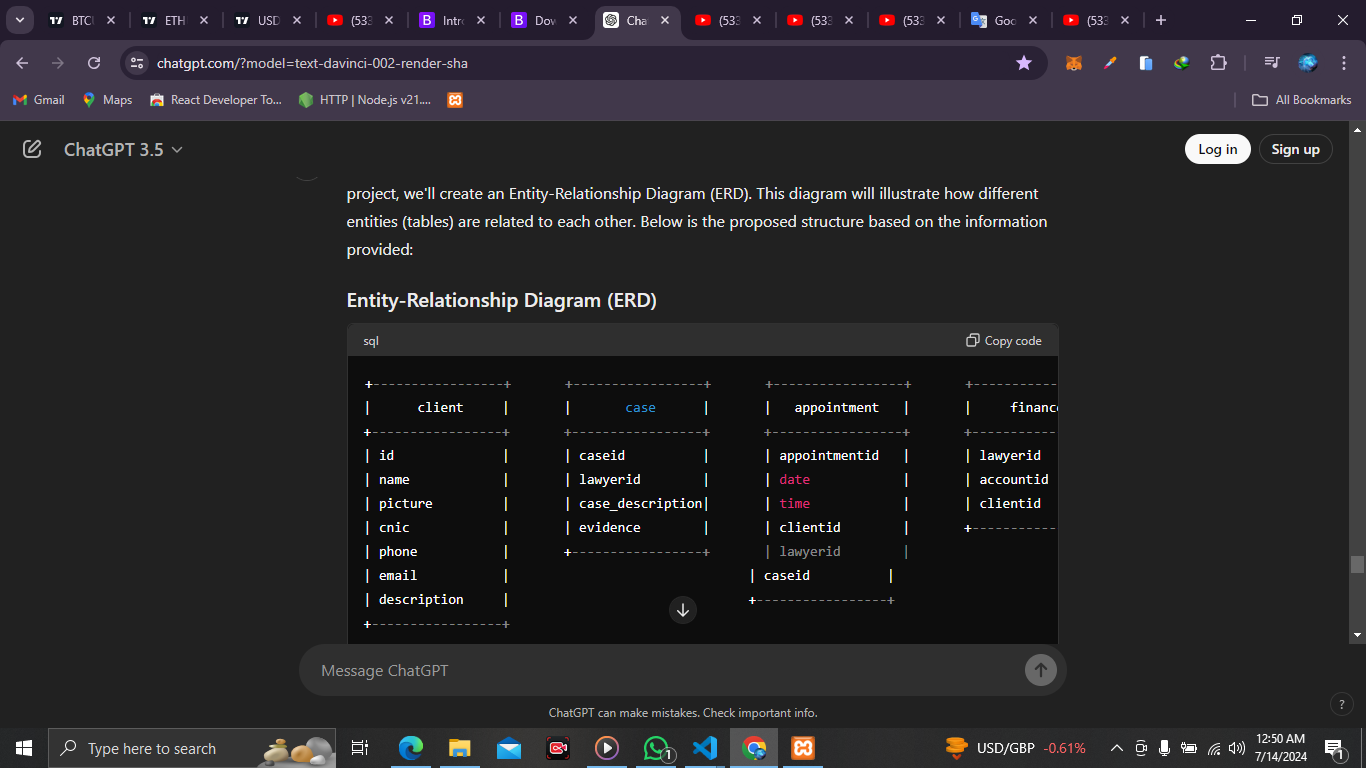 BTCU
ETH
USD
(533
Intro
Dow
Cha
(533
(533
(533
Goo
(533
chatgpt.com/?model=text-davinci-002-render-sha
Gmail
Maps
React Developer To...
HTTP | Node.js v21....
All Bookmarks
ChatGPT 3.5
Log in
Sign up
project, we'll create an Entity-Relationship Diagram (ERD). This diagram will illustrate how different
entities (tables) are related to each other. Below is the proposed structure based on the information
provided:
Entity-Relationship Diagram (ERD)
sql
Copy code
+-----------------+ +-----------------+ +-----------------+ +-----------
| client | | case | | appointment | | financ
+-----------------+ +-----------------+ +-----------------+ +-----------
| id | | caseid | | appointmentid | | lawyerid
| name | | lawyerid | | date | | accountid
| picture | | case_description| | time | | clientid
| cnic | | evidence | | clientid | +-----------
| phone | +-----------------+ | lawyerid |
| email | | caseid |
| description | +-----------------+
+-----------------+
Message ChatGPT
ChatGPT can make mistakes. Check important info.
?
Type here to search
1
USD/GBP -0.61%
12:50 AM
7/14/2024
1